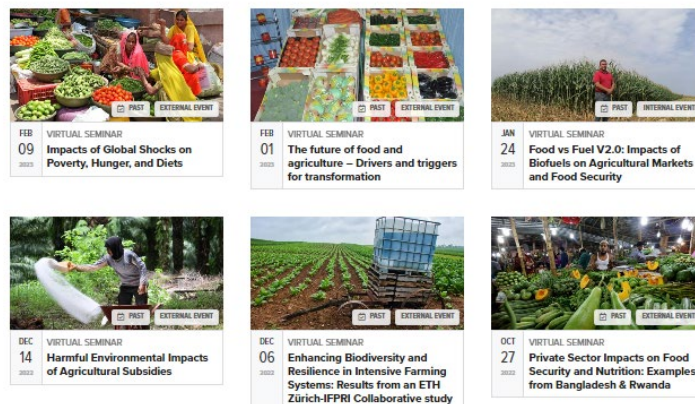 PAST EXTERNAL EVENT
FEB
09
2023
VIRTUAL SEMINAR
Impacts of Global Shocks on
Poverty, Hunger, and Diets
PAST EXTERNAL EVENT
FEB
01
2023
VIRTUAL SEMINAR
The future of food and
agriculture – Drivers and triggers
for transformation
PAST INTERNAL EVENT
JAN
24
2023
VIRTUAL SEMINAR
Food vs Fuel V2.0: Impacts of
Biofuels on Agricultural Markets
and Food Security
PAST EXTERNAL EVENT
DEC
14
2022
VIRTUAL SEMINAR
Harmful Environmental Impacts
of Agricultural Subsidies
PAST EXTERNAL EVENT
DEC
06
2022
VIRTUAL SEMINAR
Enhancing Biodiversity and
Resilience in Intensive Farming
Systems: Results from an ETH
Zürich-IFPRI Collaborative study
PAST EXTERNAL EVENT
OCT
27
2022
VIRTUAL SEMINAR
Private Sector Impacts on Food
Security and Nutrition: Examples
from Bangladesh & Rwanda